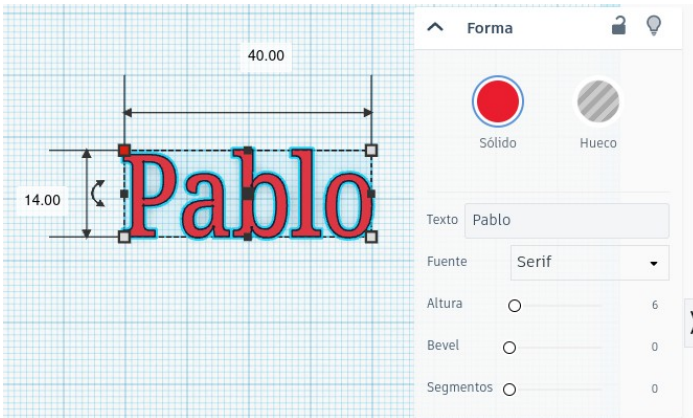 Forma
40.00
Sólido
Hueco
14.00
Pablo
Texto Pablo
Fuente Serif
Altura 6
Bevel 0
Segmentos 0